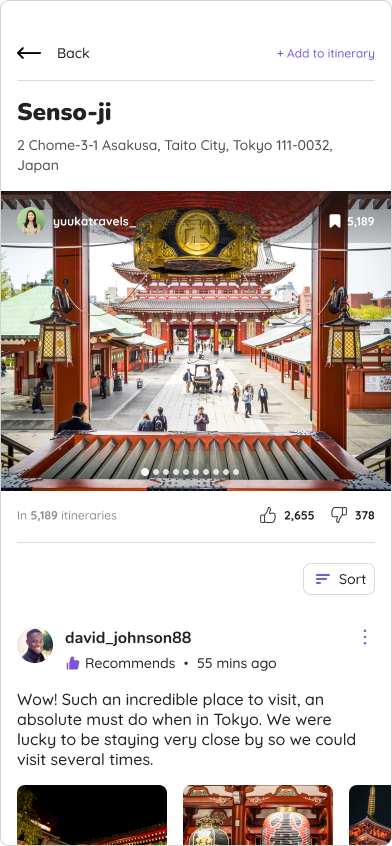 Back
+ Add to itinerary
Senso-ji
2 Chome-3-1 Asakusa, Taito City, Tokyo 111-0032,
Japan
yuukatravels_
5,189
In 5,189 itineraries
2,655
378
Sort
david_johnson88
Recommends • 55 mins ago
Wow! Such an incredible place to visit, an
absolute must do when in Tokyo. We were
lucky to be staying very close by so we could
visit several times.